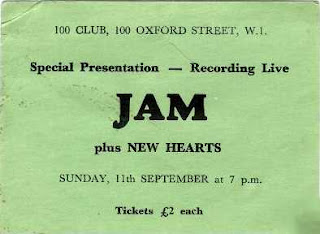 100 CLUB, 100 OXFORD STREET, W.1.
Special Presentation — Recording Live
JAM
plus NEW HEARTS
SUNDAY, 11th SEPTEMBER at 7 p.m.
Tickets £2 each